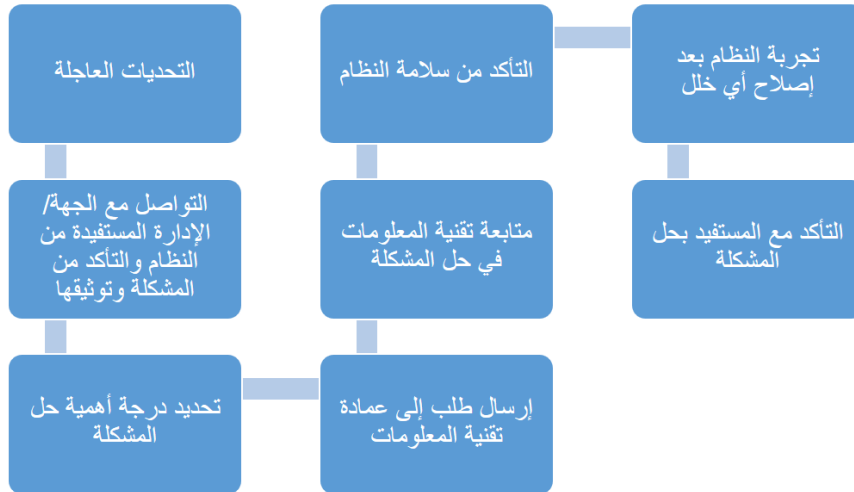 التحديات العاجلة
التواصل مع الجهة/
الإدارة المستفيدة من
النظام والتأكد من
المشكلة وتوثيقها
تحديد درجة أهمية حل
المشكلة
إرسال طلب إلى عمادة
تقنية المعلومات
متابعة تقنية المعلومات
في حل المشكلة
التأكد من سلامة النظام
تجربة النظام بعد
إصلاح أي خلل
التأكد مع المستفيد بحل
المشكلة